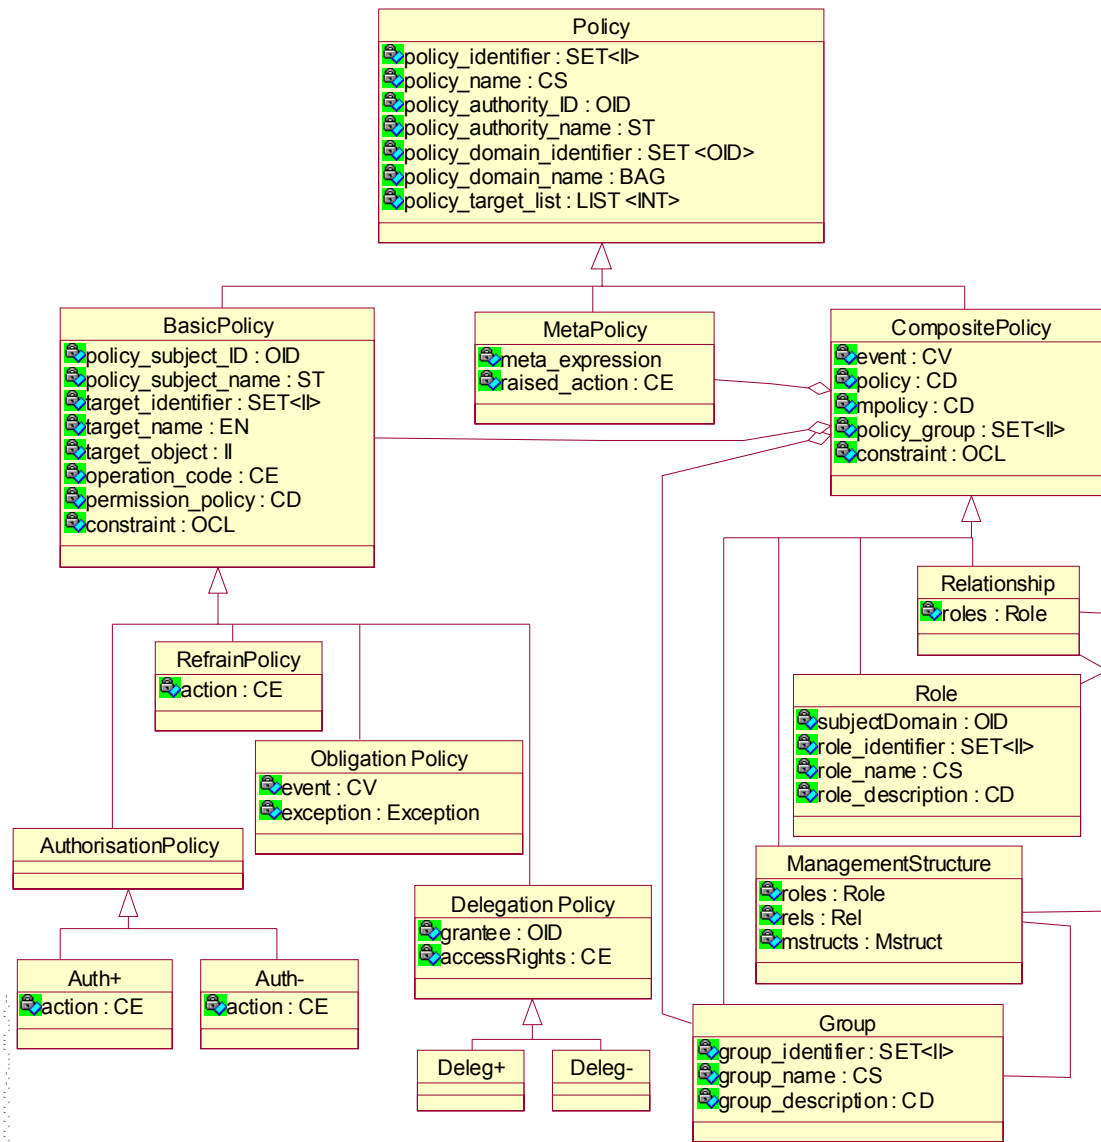 Policy
policy_identifier : SET<II>
policy_name : CS
policy_authority_ID : OID
policy_authority_name : ST
policy_domain_identifier : SET <OID>
policy_domain_name : BAG
policy_target_list : LIST <INT>
BasicPolicy
policy_subject_ID : OID
policy_subject_name : ST
target_identifier : SET<II>
target_name : EN
target_object : II
operation_code : CE
permission_policy : CD
constraint : OCL
MetaPolicy
meta_expression
raised_action : CE
CompositePolicy
event : CV
policy : CD
mpolicy : CD
policy_group : SET<II>
constraint : OCL
Relationship
roles : Role
RefrainPolicy
action : CE
Role
subjectDomain : OID
role_identifier : SET<II>
role_name : CS
role_description : CD
Obligation Policy
event : CV
exception : Exception
AuthorisationPolicy
ManagementStructure
roles : Role
rels : Rel
mstructs : Mstruct
Delegation Policy
grantee : OID
accessRights : CE
Auth+
action : CE
Auth-
action : CE
Group
group_identifier : SET<II>
group_name : CS
group_description : CD
Deleg+
Deleg-